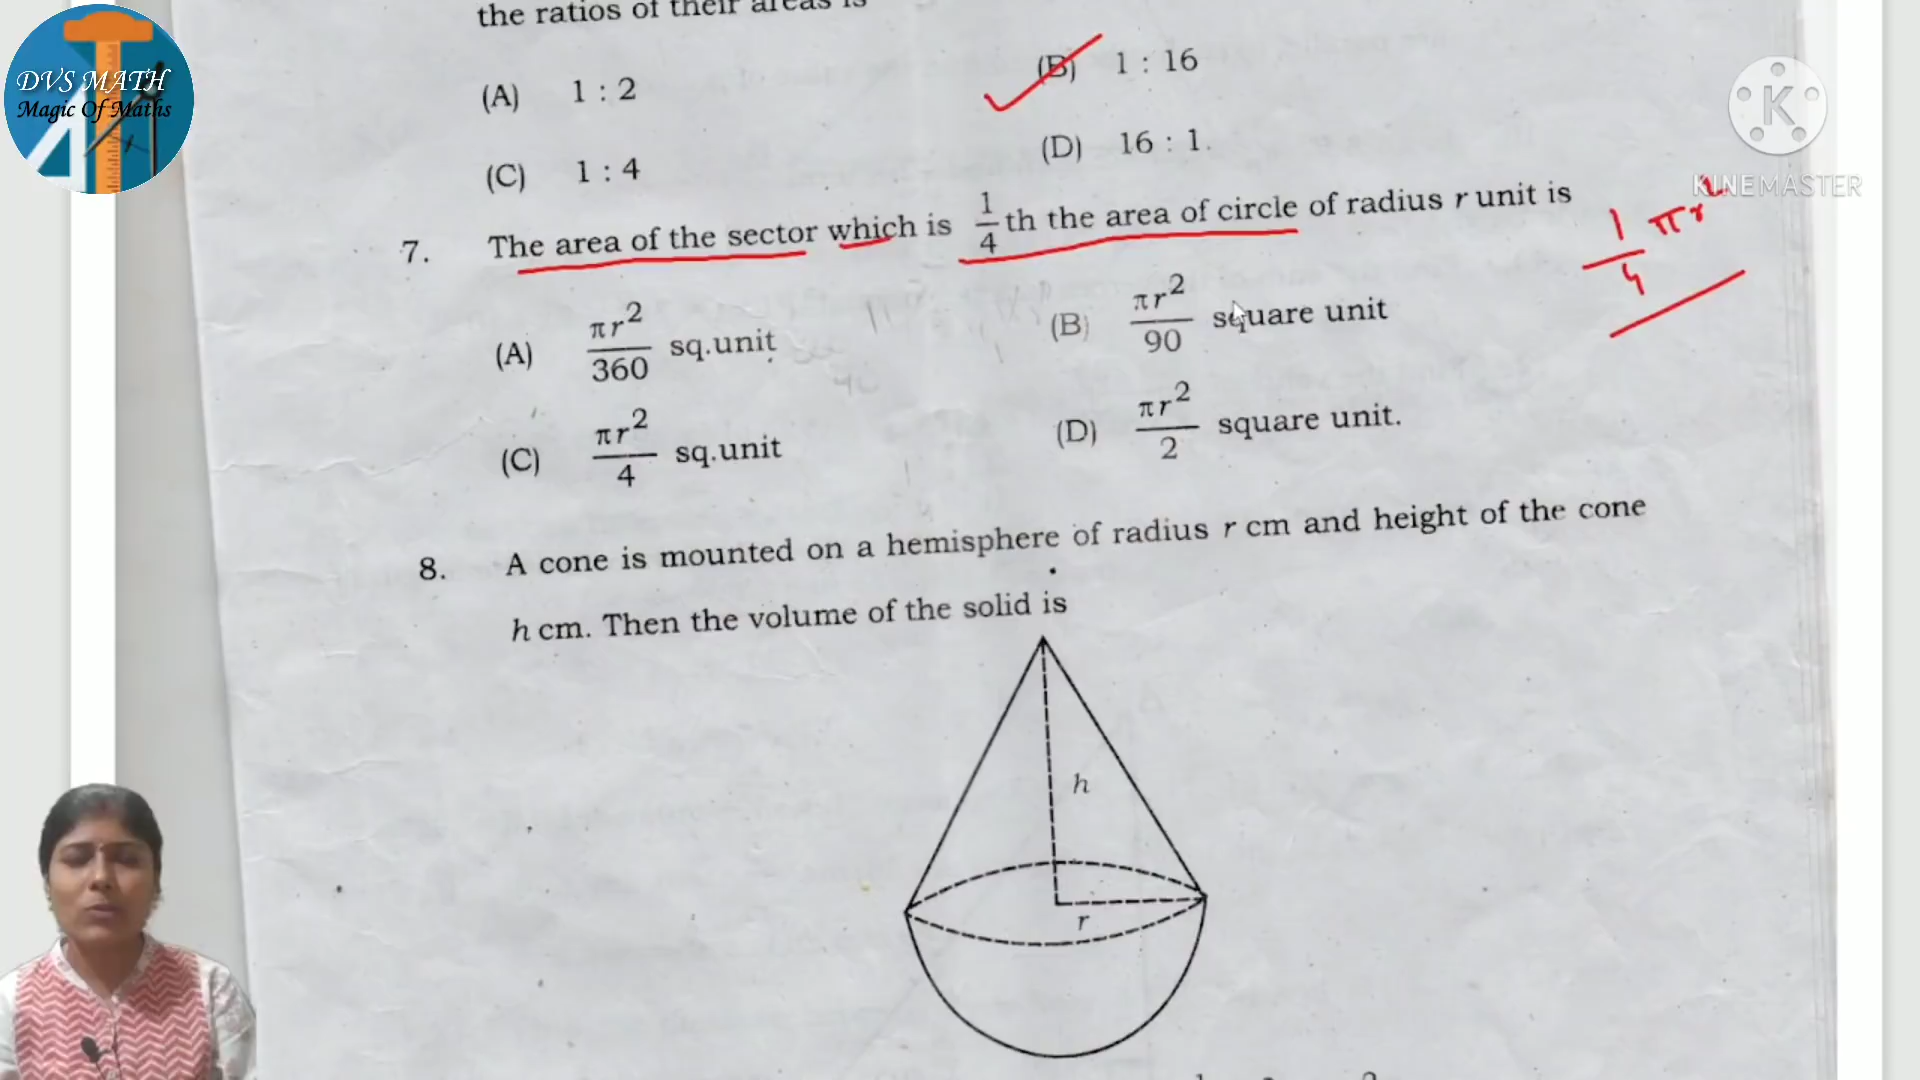 DVS MATH
Magic Of Maths
K
KINEMASTER
the ratios of their areas is
(A) 1 : 2
(B) 1 : 16
(C) 1 : 4
(D) 16 : 1.
7. The area of the sector which is 1/4 th the area of circle of radius r unit is
1/4 πr²
(A) πr²/360 sq.unit
(B) πr²/90 square unit
(C) πr²/4 sq.unit
(D) πr²/2 square unit.
8. A cone is mounted on a hemisphere of radius r cm and height of the cone
h cm. Then the volume of the solid is
h
r